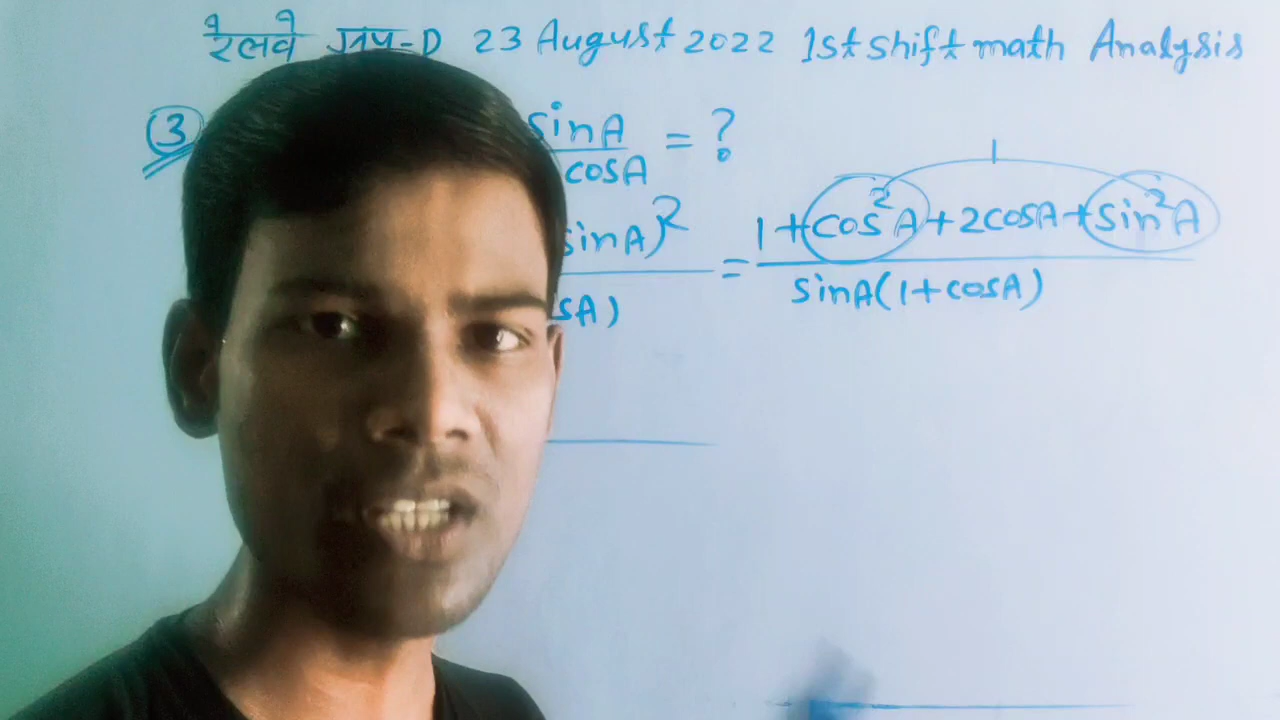 रेलवे ग्रुप-D 23 August 2022 1st shift math Analysis
③ sinA / cosA = ?
sinA)² / sA) = 1+cos²A+2cosA+sin²A / sinA(1+cosA)
1